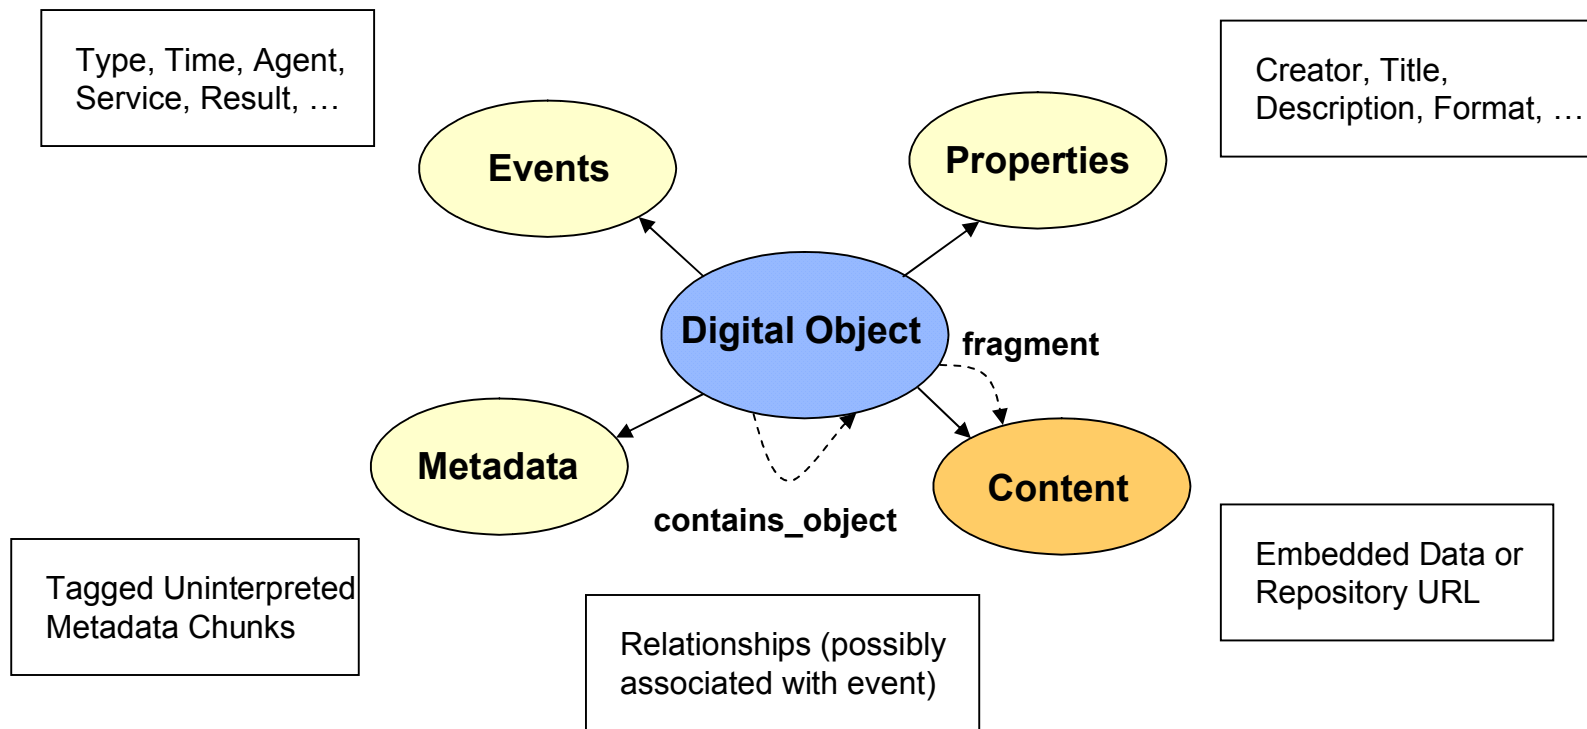 Type, Time, Agent,
Service, Result, …
Creator, Title,
Description, Format, …
Events
Properties
Digital Object
fragment
Metadata
Content
contains_object
Tagged Uninterpreted
Metadata Chunks
Relationships (possibly
associated with event)
Embedded Data or
Repository URL